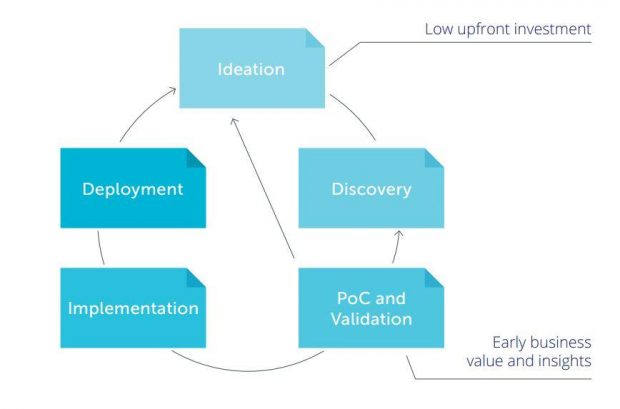 Low upfront investment
Ideation
Deployment
Discovery
Implementation
PoC and
Validation
Early business
value and insights